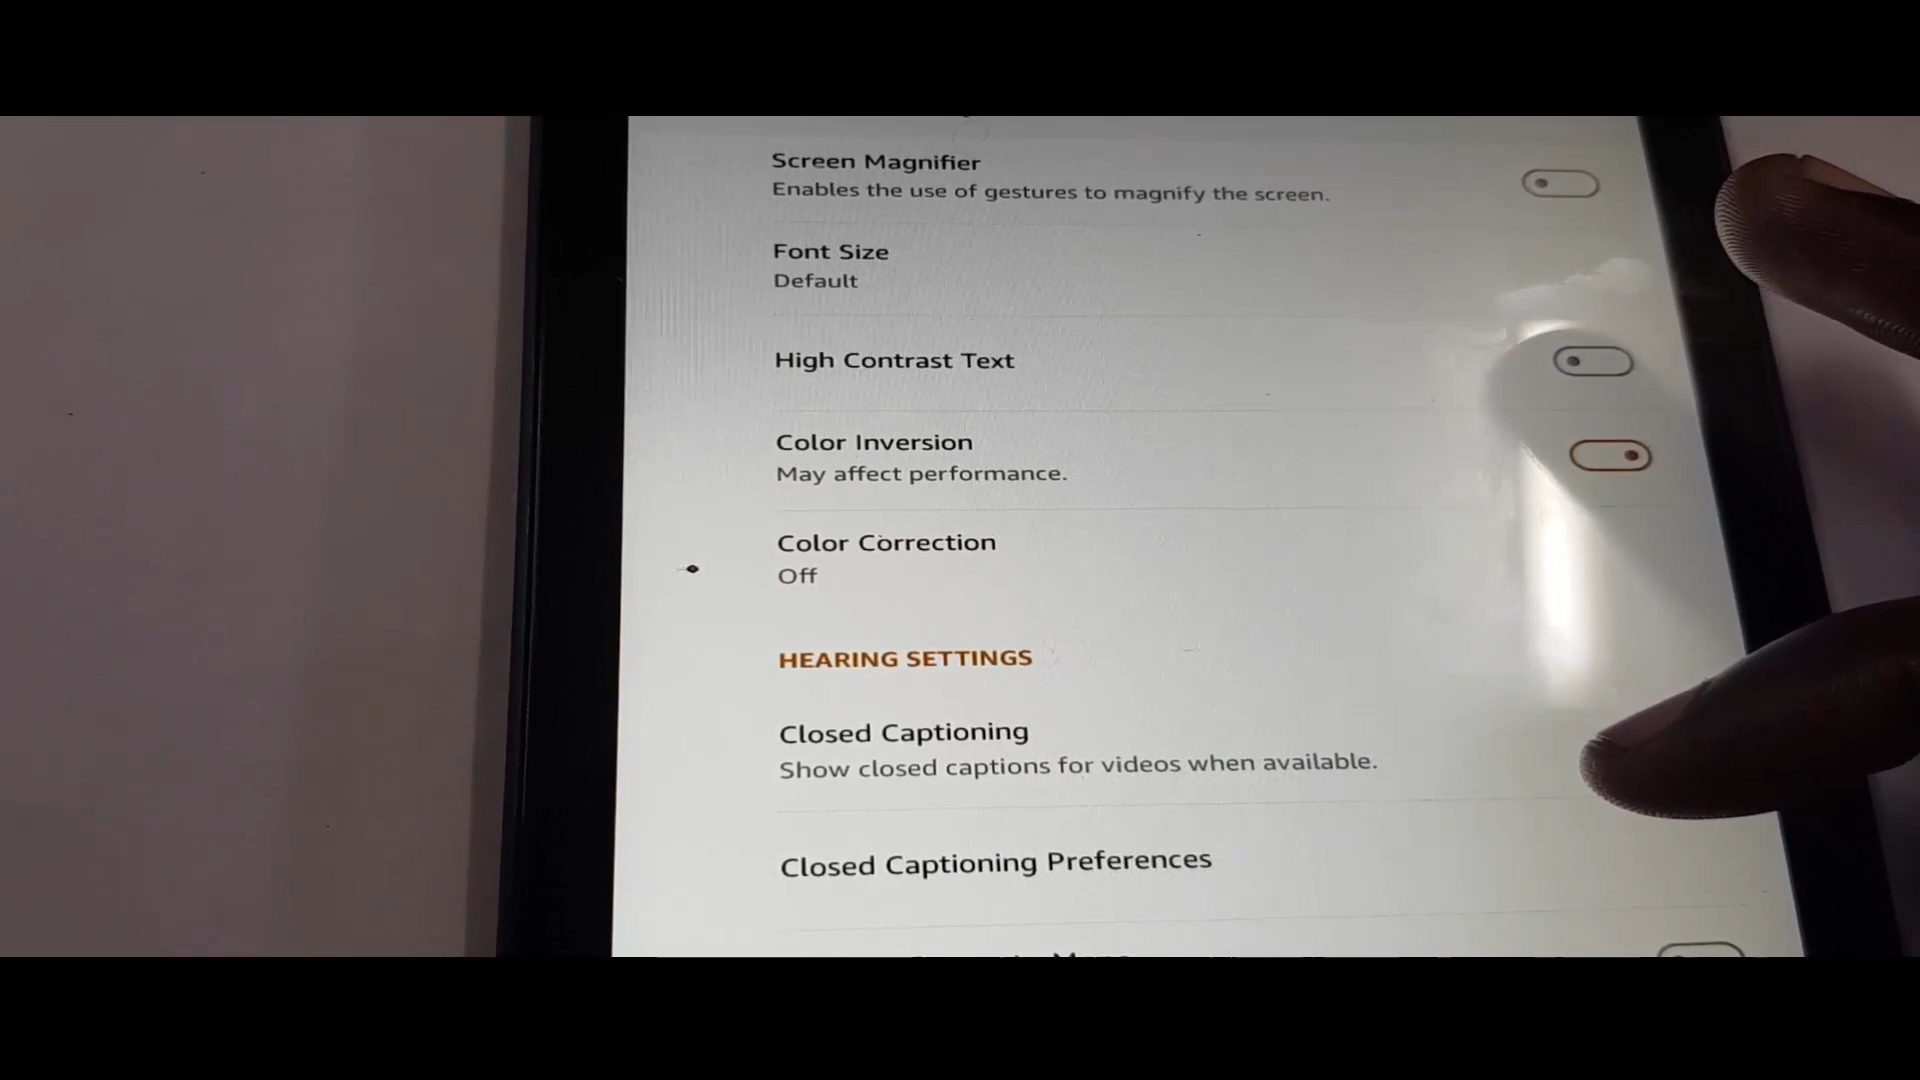 Screen Magnifier
Enables the use of gestures to magnify the screen.
Font Size
Default
High Contrast Text
Color Inversion
May affect performance.
Color Correction
Off
HEARING SETTINGS
Closed Captioning
Show closed captions for videos when available.
Closed Captioning Preferences